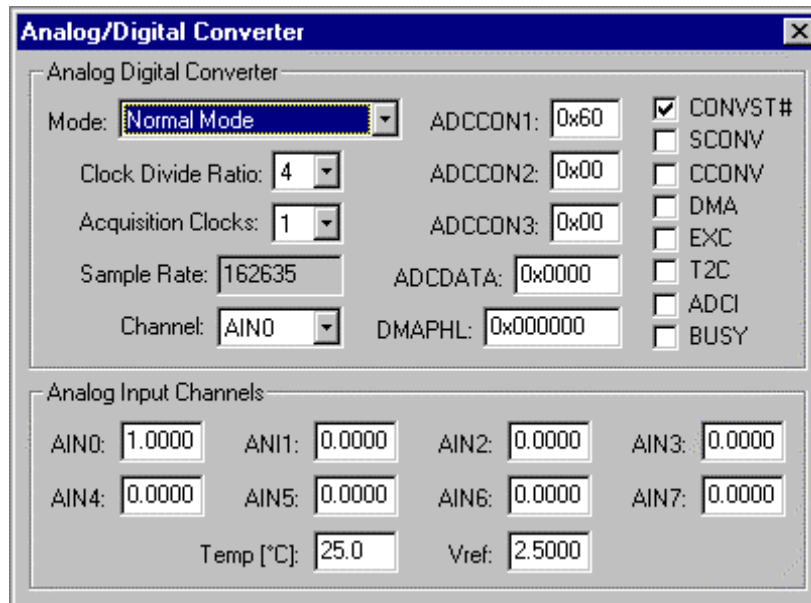 Analog/Digital Converter
Analog Digital Converter
Mode: Normal Mode ADCCON1: 0x60 CONVST#
SCONV
Clock Divide Ratio: 4 ADCCON2: 0x00 CCONV
DMA
Acquisition Clocks: 1 ADCCON3: 0x00 EXC
Sample Rate: 162635 ADCDATA: 0x0000 T2C
ADCI
Channel: AIN0 DMAPHL: 0x000000 BUSY
Analog Input Channels
AIN0: 1.0000 ANI1: 0.0000 AIN2: 0.0000 AIN3: 0.0000
AIN4: 0.0000 AIN5: 0.0000 AIN6: 0.0000 AIN7: 0.0000
Temp [°C]: 25.0 Vref: 2.5000